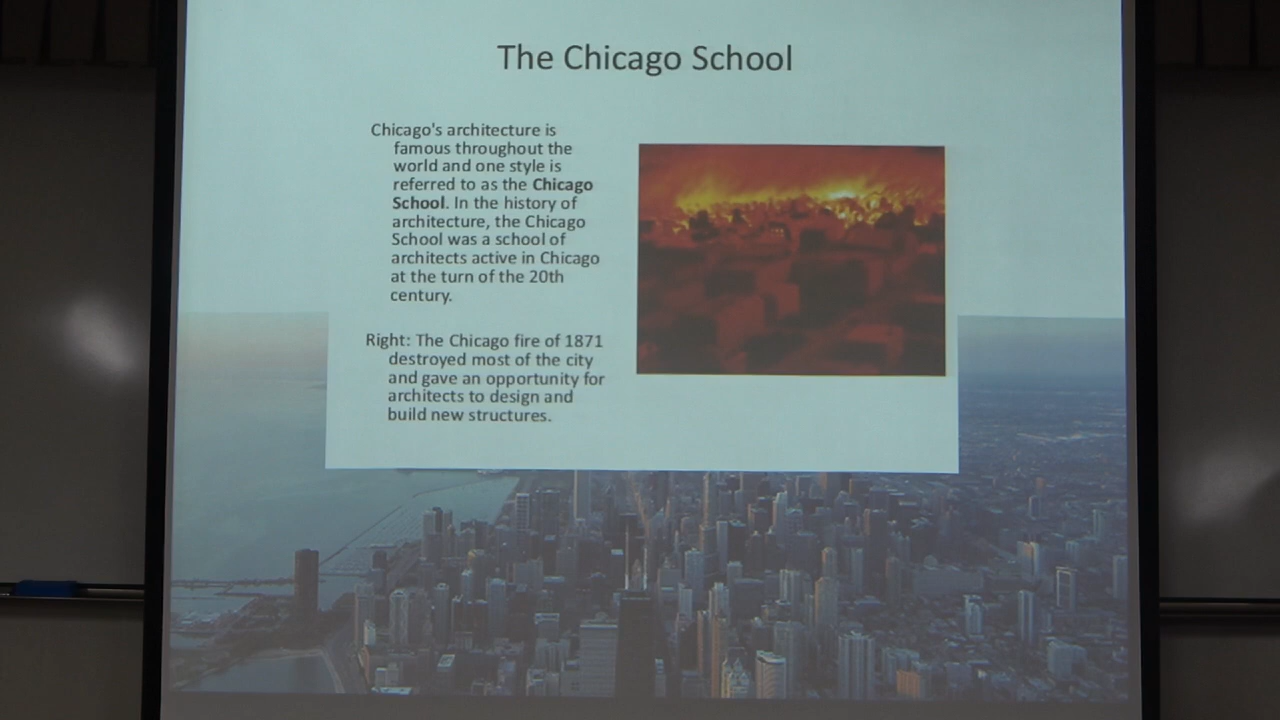 The Chicago School
Chicago's architecture is
famous throughout the
world and one style is
referred to as the Chicago
School. In the history of
architecture, the Chicago
School was a school of
architects active in Chicago
at the turn of the 20th
century.
Right: The Chicago fire of 1871
destroyed most of the city
and gave an opportunity for
architects to design and
build new structures.